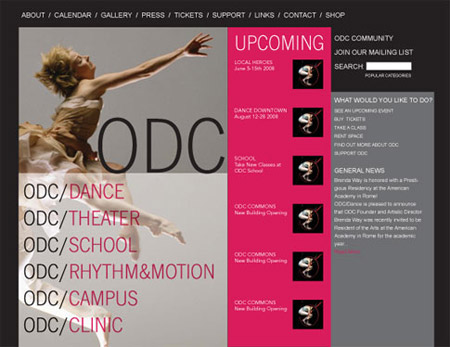 ABOUT / CALENDAR / GALLERY / PRESS / TICKETS / SUPPORT / LINKS / CONTACT / SHOP
ODC
ODC/DANCE
ODC/THEATER
ODC/SCHOOL
ODC/RHYTHM&MOTION
ODC/CAMPUS
ODC/CLINIC
UPCOMING
LOCAL HEROES
June 5-15th 2008
DANCE DOWNTOWN
August 12-28 2008
SCHOOL
Take New Classes at
ODC School
ODC COMMONS
New Building Opening
ODC COMMONS
New Building Opening
ODC COMMONS
New Building Opening
ODC COMMUNITY
JOIN OUR MAILING LIST
SEARCH
POPULAR CATEGORIES
WHAT WOULD YOU LIKE TO DO?
SEE AN UPCOMING EVENT
BUY TICKETS
TAKE A CLASS
RENT SPACE
FIND OUT MORE ABOUT ODC
SUPPORT ODC
GENERAL NEWS
Brenda Way is honored with a Presti-
gious Residency at the American
Academy in Rome!
ODC/Dance is pleased to announce
that ODC Founder and Artistic Director,
Brenda Way was recently invited to be
Resident of the Arts at the American
Academy in Rome for the academic
year...